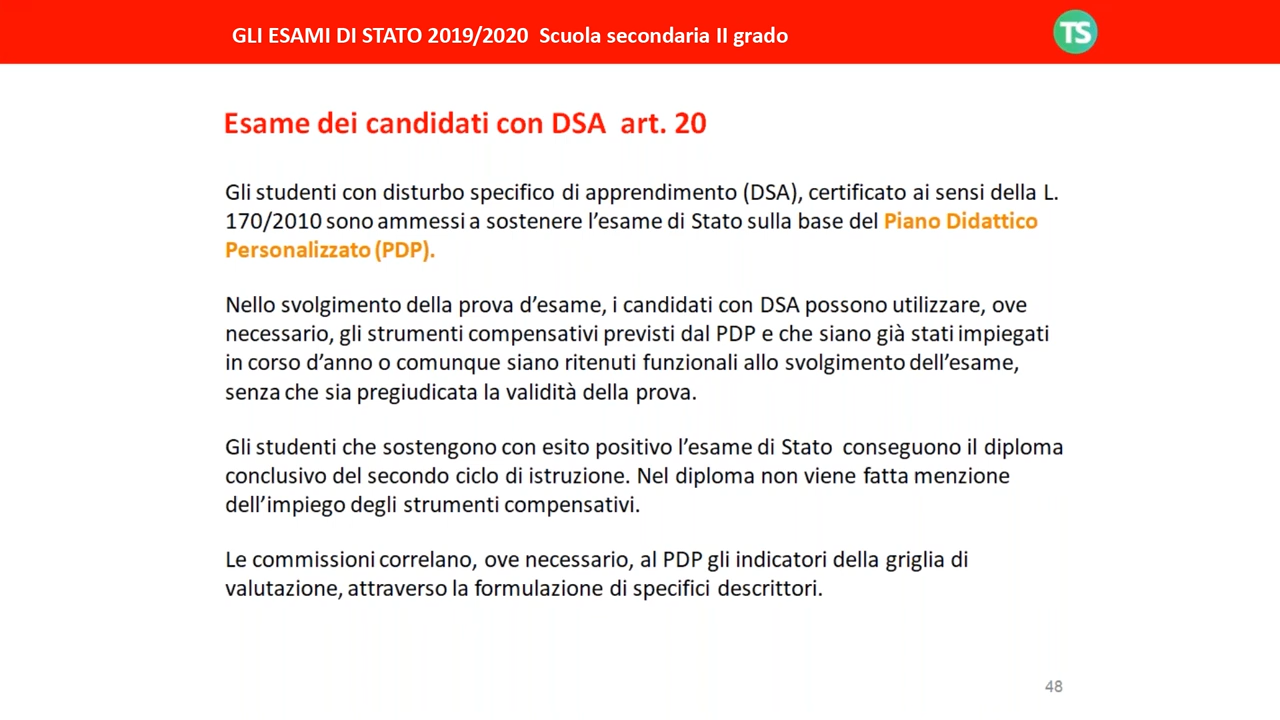 GLI ESAMI DI STATO 2019/2020 Scuola secondaria II grado
TS
Esame dei candidati con DSA art. 20
Gli studenti con disturbo specifico di apprendimento (DSA), certificato ai sensi della L.
170/2010 sono ammessi a sostenere l’esame di Stato sulla base del Piano Didattico
Personalizzato (PDP).
Nello svolgimento della prova d’esame, i candidati con DSA possono utilizzare, ove
necessario, gli strumenti compensativi previsti dal PDP e che siano già stati impiegati
in corso d’anno o comunque siano ritenuti funzionali allo svolgimento dell’esame,
senza che sia pregiudicata la validità della prova.
Gli studenti che sostengono con esito positivo l’esame di Stato conseguono il diploma
conclusivo del secondo ciclo di istruzione. Nel diploma non viene fatta menzione
dell’impiego degli strumenti compensativi.
Le commissioni correlano, ove necessario, al PDP gli indicatori della griglia di
valutazione, attraverso la formulazione di specifici descrittori.
48